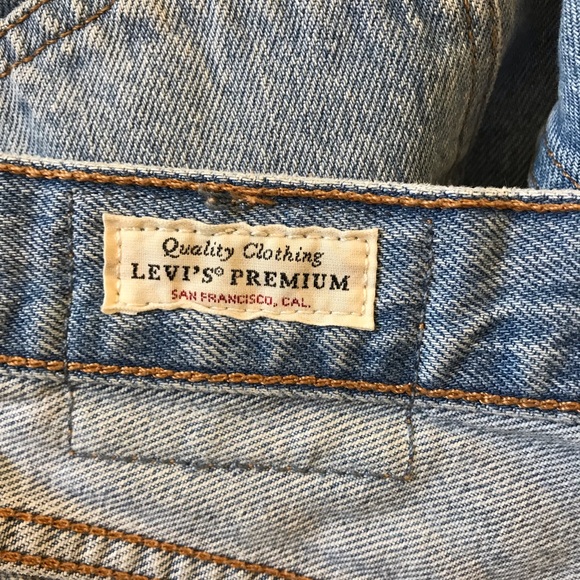 Quality Clothing
LEVI'S® PREMIUM
SAN FRANCISCO, CAL.